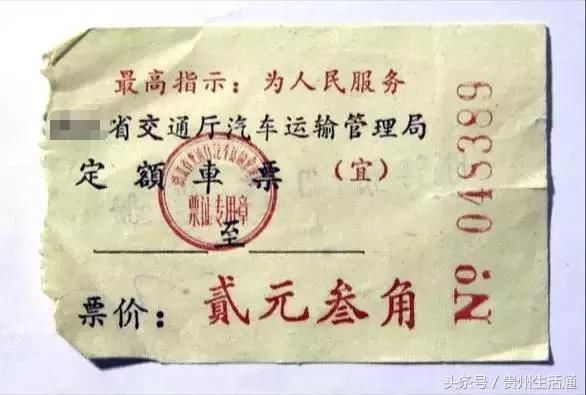 最高指示：为人民服务
省交通厅汽车运输管理局
定額車票（宜）
票证专用章
至
票价：贰元叁角
Nº 045389
头条号／贵州生活通